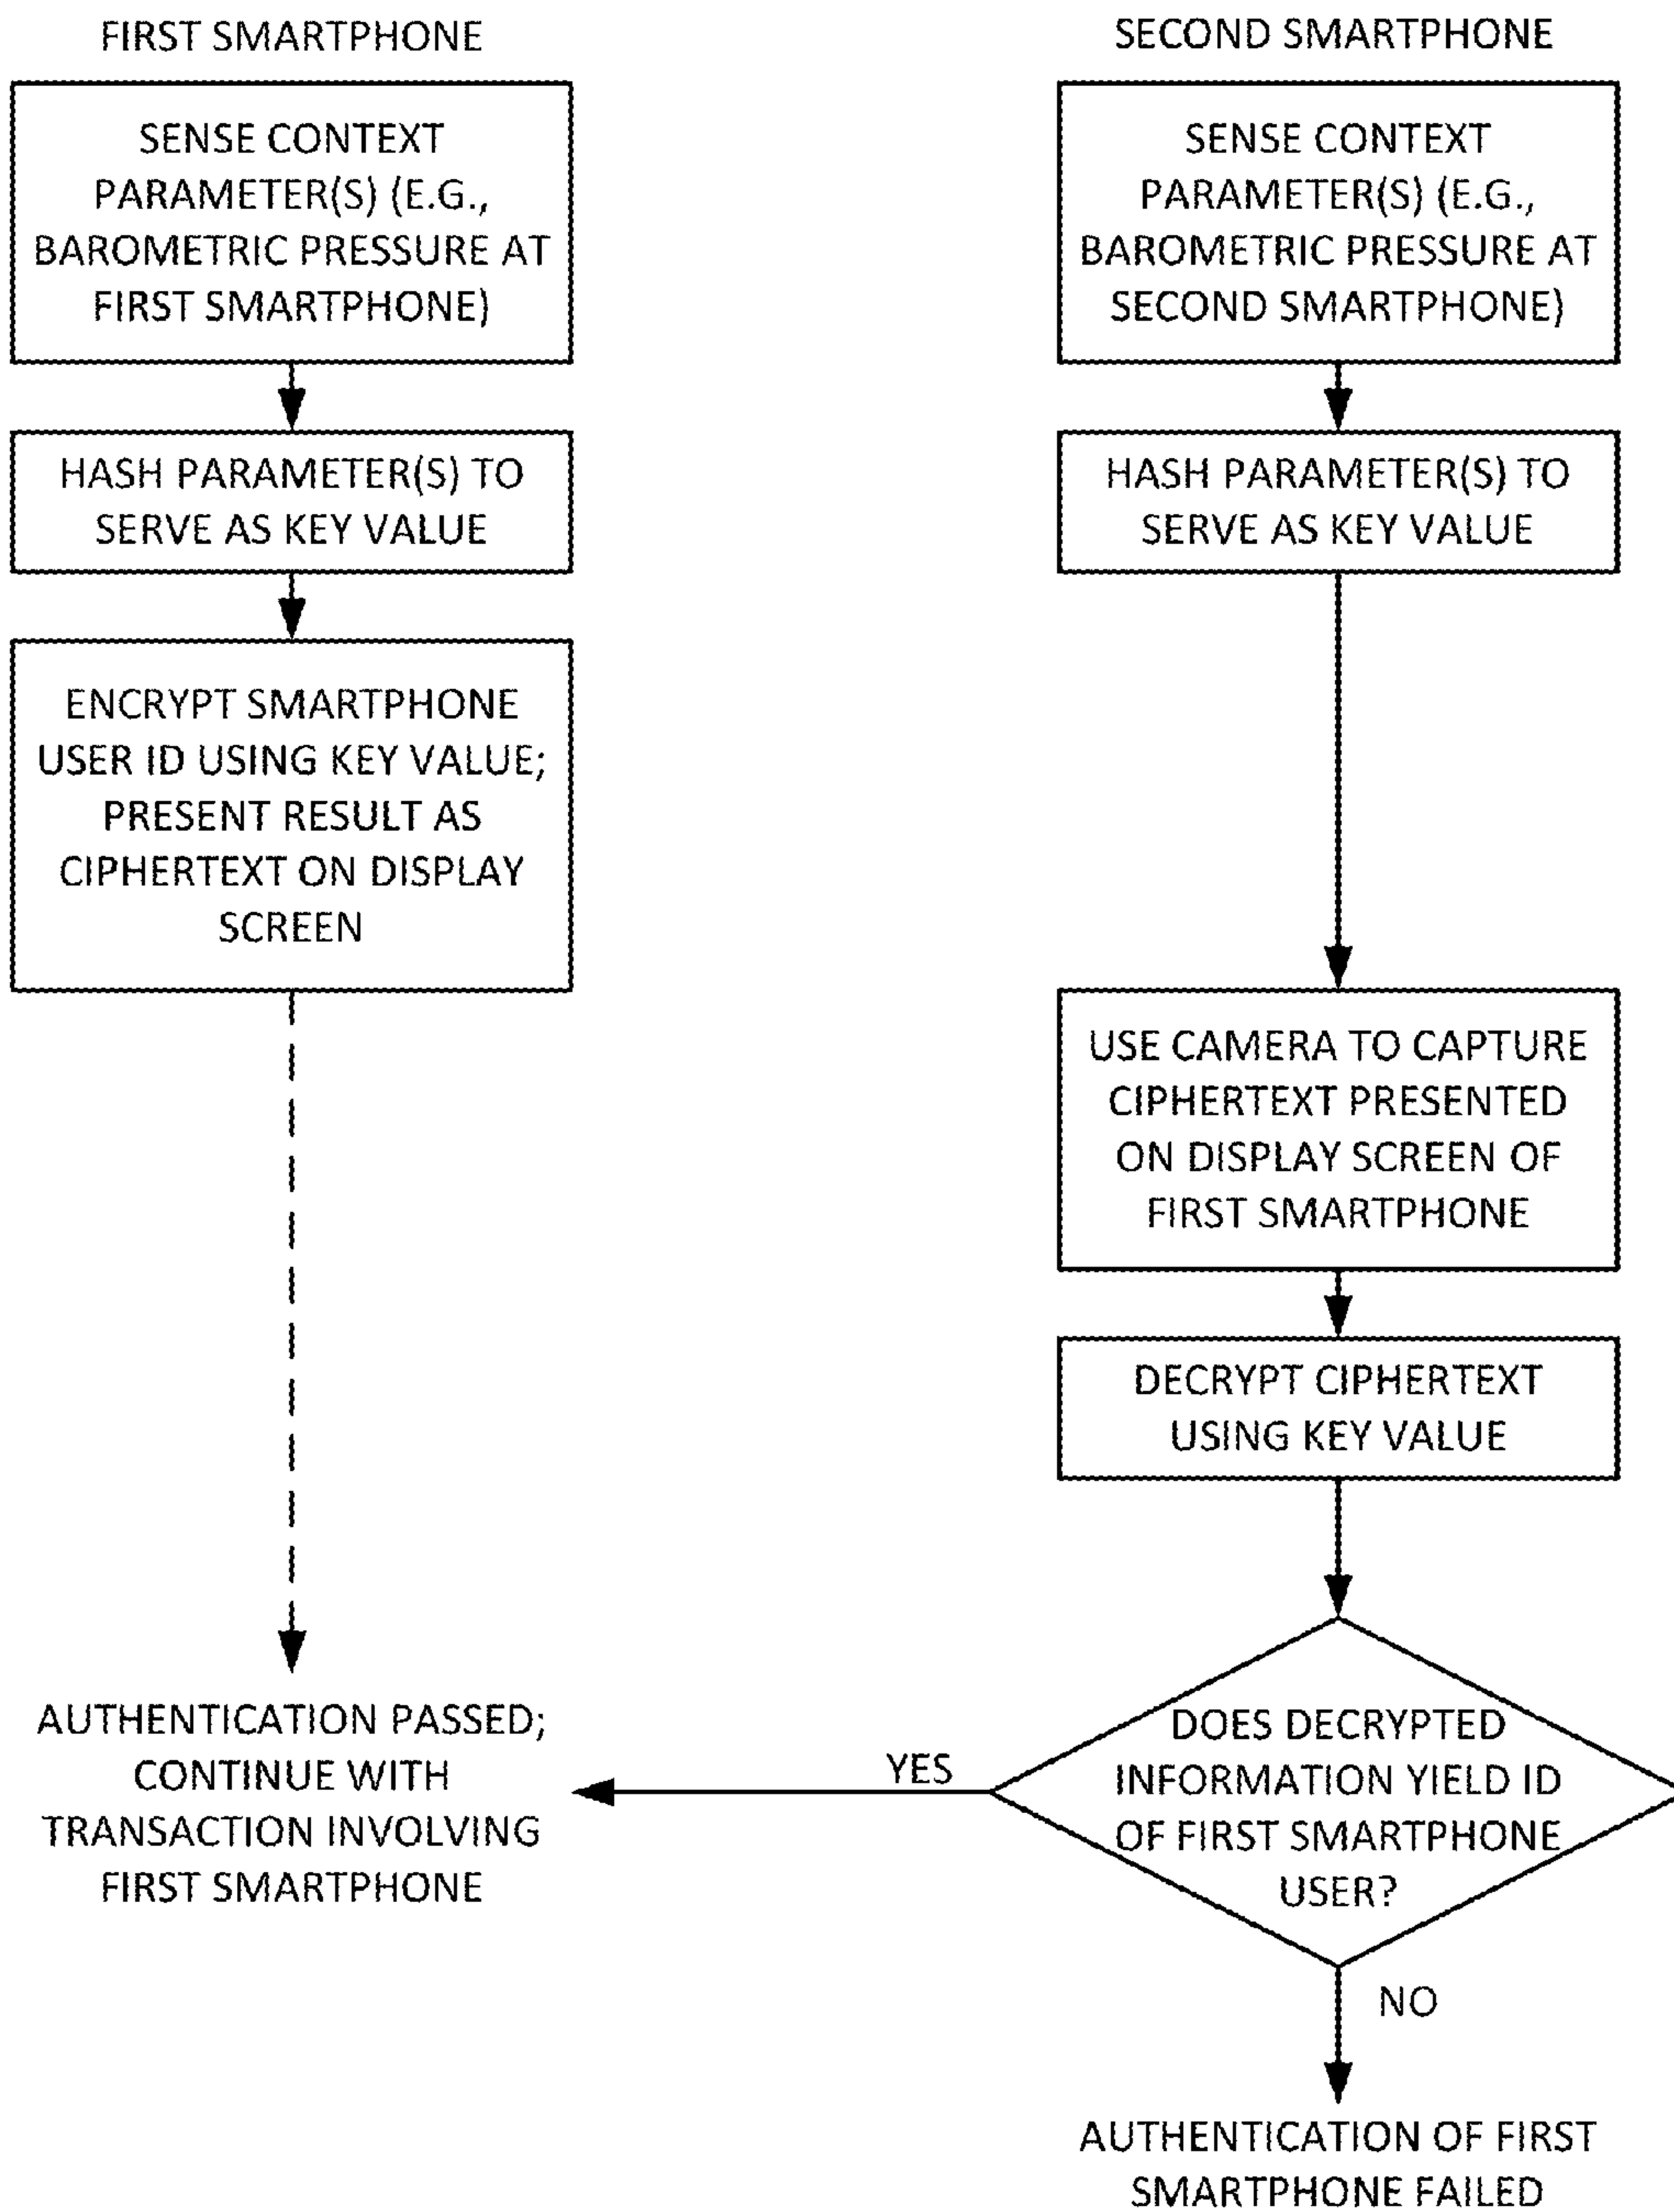 FIRST SMARTPHONE
SENSE CONTEXT
PARAMETER(S) (E.G.,
BAROMETRIC PRESSURE AT
FIRST SMARTPHONE)
HASH PARAMETER(S) TO
SERVE AS KEY VALUE
ENCRYPT SMARTPHONE
USER ID USING KEY VALUE;
PRESENT RESULT AS
CIPHERTEXT ON DISPLAY
SCREEN
AUTHENTICATION PASSED;
CONTINUE WITH
TRANSACTION INVOLVING
FIRST SMARTPHONE
SECOND SMARTPHONE
SENSE CONTEXT
PARAMETER(S) (E.G.,
BAROMETRIC PRESSURE AT
SECOND SMARTPHONE)
HASH PARAMETER(S) TO
SERVE AS KEY VALUE
USE CAMERA TO CAPTURE
CIPHERTEXT PRESENTED
ON DISPLAY SCREEN OF
FIRST SMARTPHONE
DECRYPT CIPHERTEXT
USING KEY VALUE
DOES DECRYPTED
INFORMATION YIELD ID
OF FIRST SMARTPHONE
USER?
YES
NO
AUTHENTICATION OF FIRST
SMARTPHONE FAILED